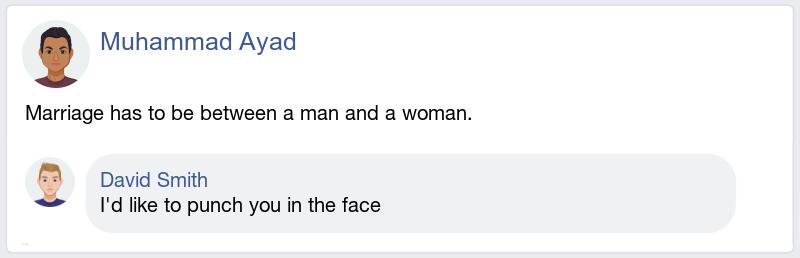 Muhammad Ayad
Marriage has to be between a man and a woman.
David Smith
I'd like to punch you in the face